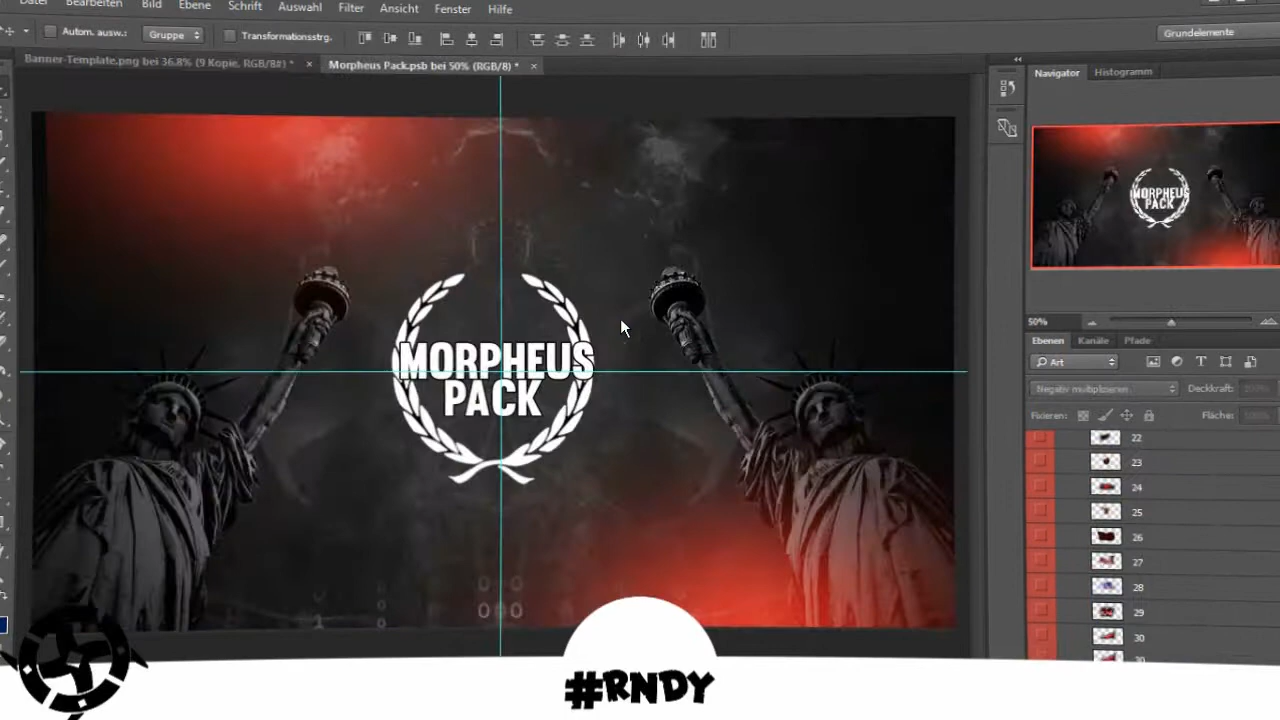 Datei Bearbeiten Bild Ebene Schrift Auswahl Filter Ansicht Fenster Hilfe
Autom. ausw.: Gruppe Transformationsstrg. Grundelemente
Banner-Template.png bei 36.8% (9 Kopie, RGB/8#) * × Morpheus Pack.psb bei 50% (RGB/8) * ×
Navigator Histogramm
MORPHEUS
PACK
MORPHEUS
PACK
50%
Ebenen Kanäle Pfade
Art
Negativ multiplizieren Deckkraft: 100%
Fixieren: Fläche: 100%
22
23
24
25
26
27
28
29
30
#RNDY